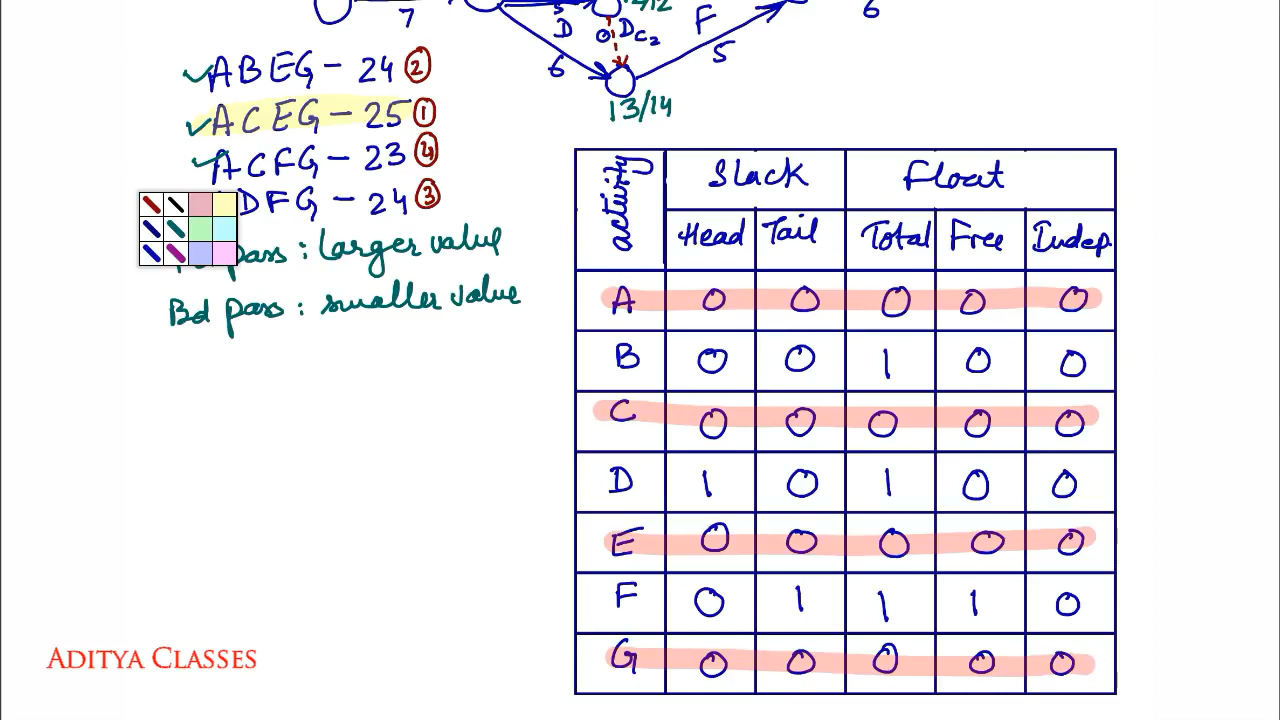 7
5
D
D
C2
0
6
F
5
6
13/14
ABEG - 24 2
ACEG - 25 1
ACFG - 23 4
DFG - 24 3
pass : larger value
Bd pass : smaller value
activity Slack Float
Head Tail Total Free Indep.
A 0 0 0 0 0
B 0 0 1 0 0
C 0 0 0 0 0
D 1 0 1 0 0
E 0 0 0 0 0
F 0 1 1 1 0
G 0 0 0 0 0
ADITYA CLASSES